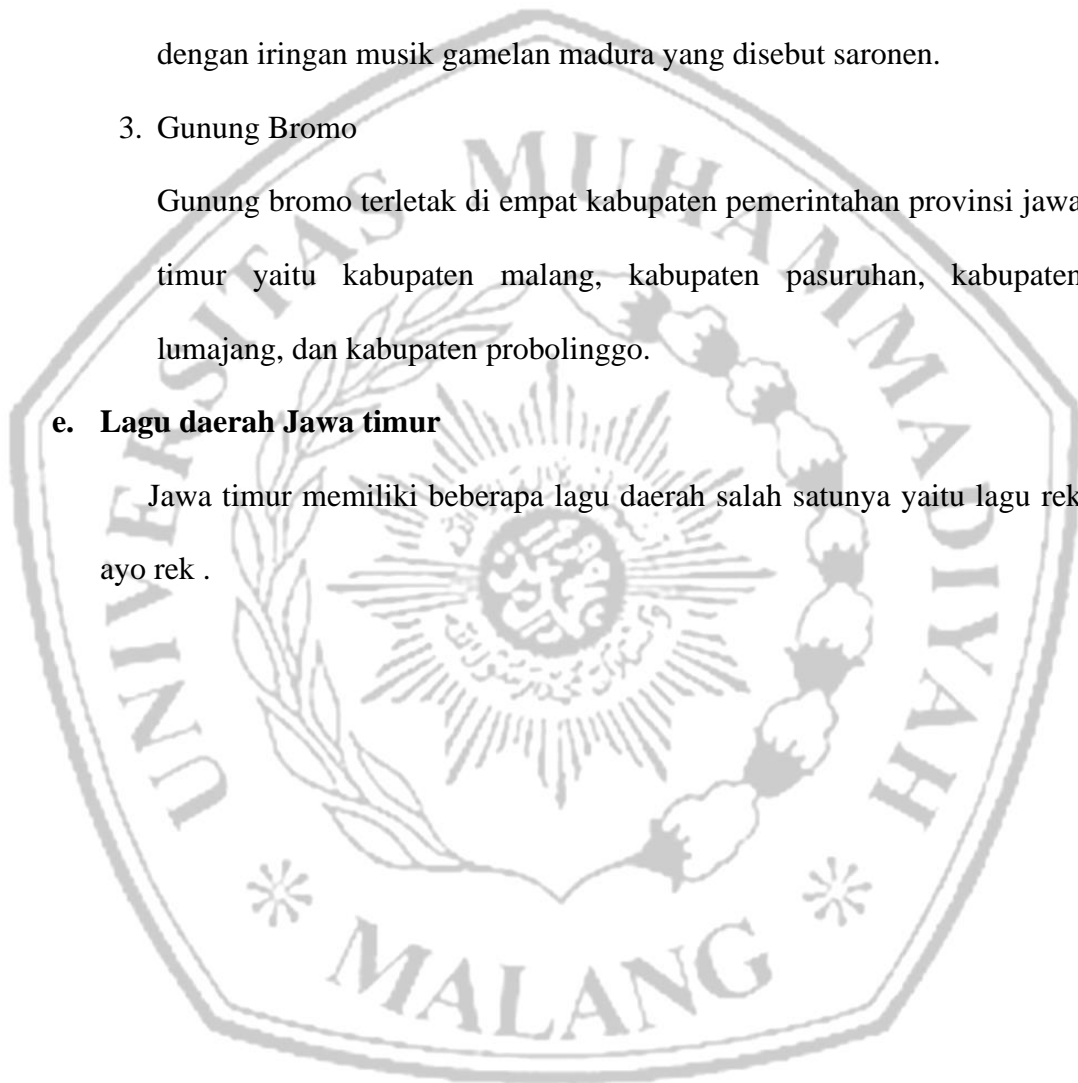 dengan iringan musik gamelan madura yang disebut saronen.
3. Gunung Bromo
Gunung bromo terletak di empat kabupaten pemerintahan provinsi jawa
timur yaitu kabupaten malang, kabupaten pasuruhan, kabupaten
lumajang, dan kabupaten probolinggo.
e. Lagu daerah Jawa timur
Jawa timur memiliki beberapa lagu daerah salah satunya yaitu lagu rek
ayo rek .
UNIVERSITAS MUHAMMADIYAH
MALANG